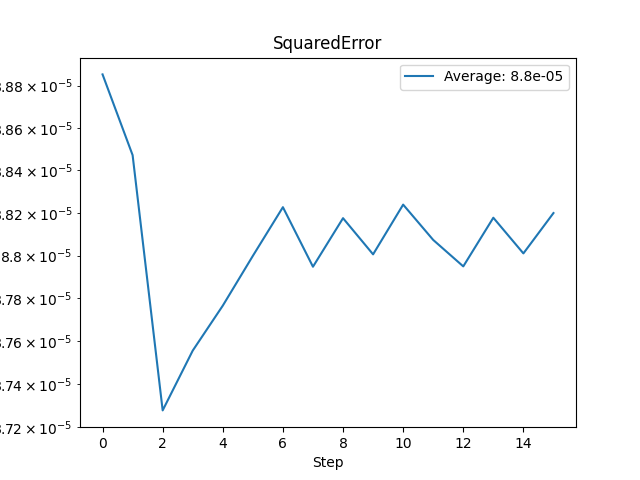 SquaredError
Average: 8.8e-05
8.88 × 10⁻⁵
8.86 × 10⁻⁵
8.84 × 10⁻⁵
8.82 × 10⁻⁵
8.8 × 10⁻⁵
8.78 × 10⁻⁵
8.76 × 10⁻⁵
8.74 × 10⁻⁵
8.72 × 10⁻⁵
0 2 4 6 8 10 12 14
Step